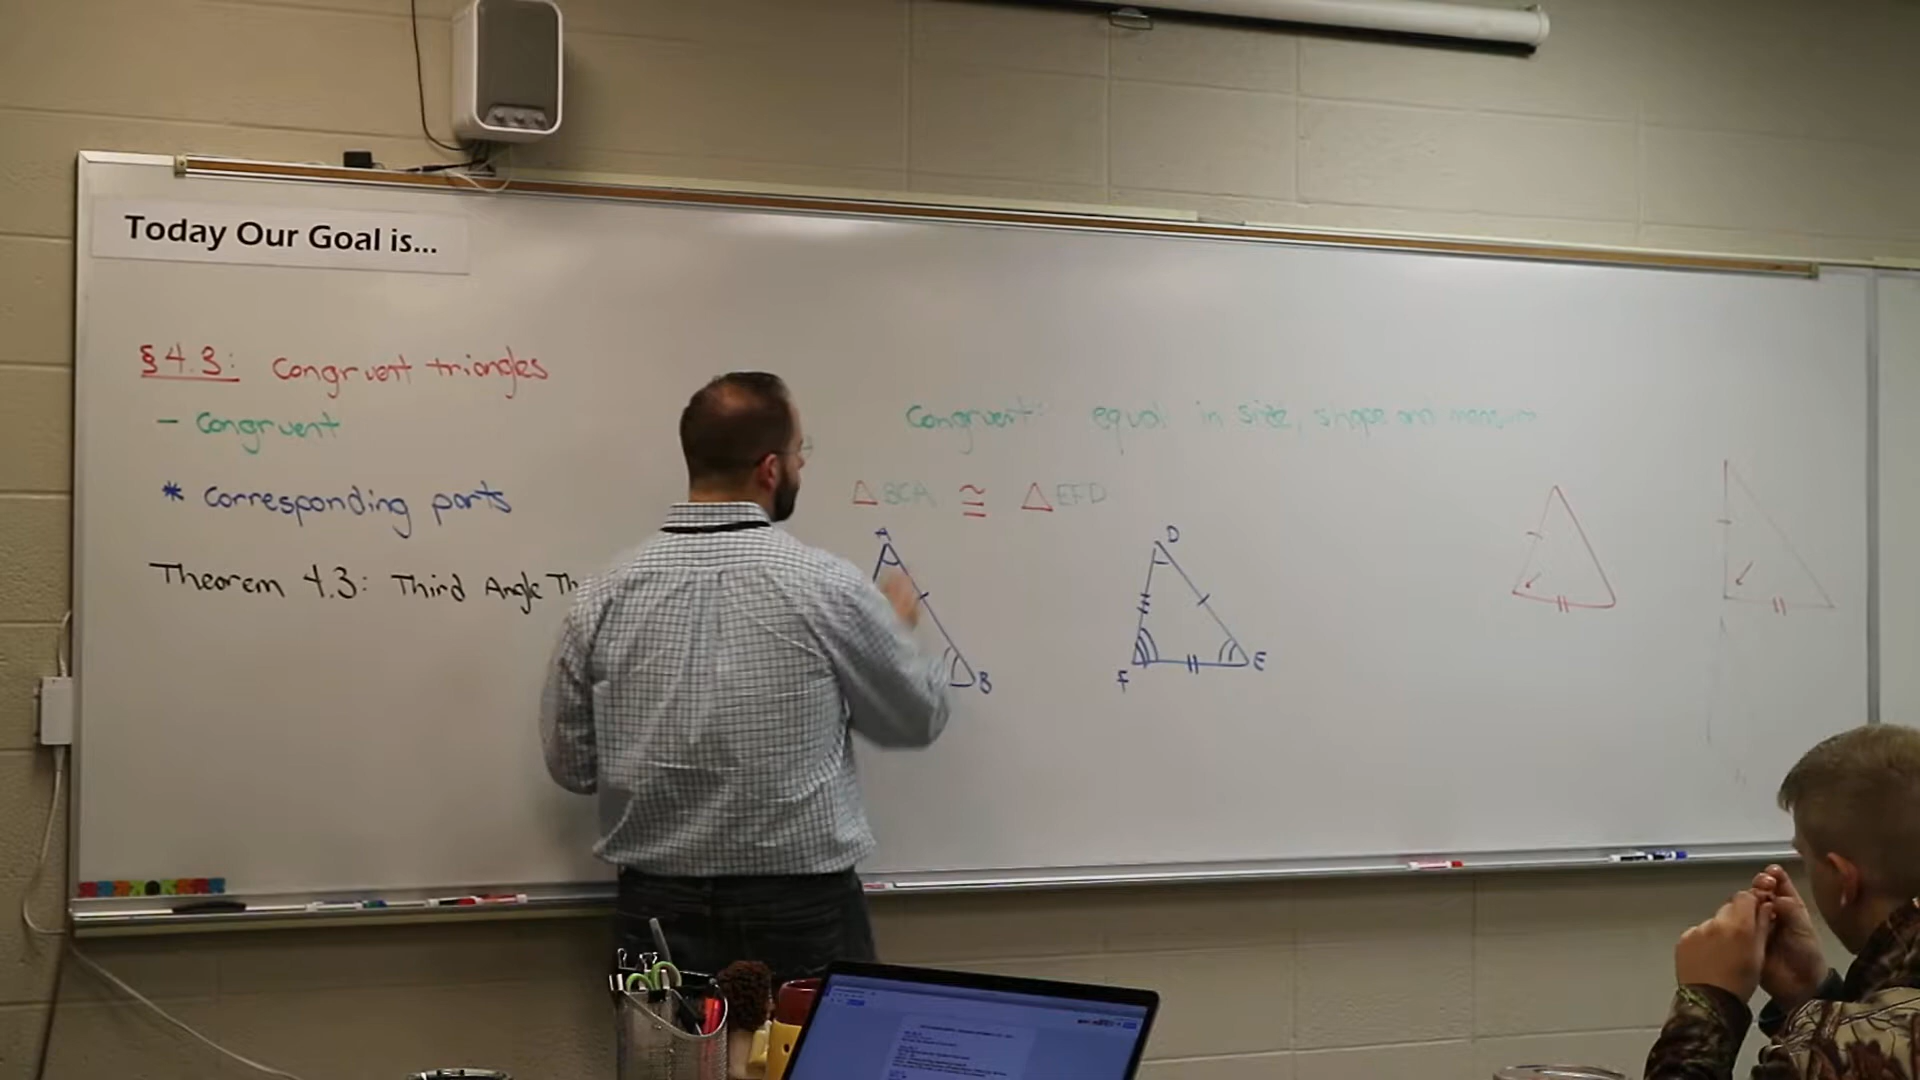 Today Our Goal is...
§4.3: Congruent triangles
- Congruent
* corresponding parts
Theorem 4.3: Third Angle Th
Congruent: equal in size, shape and measure
△BCA ≅ △EFD
A
B
D
F
E